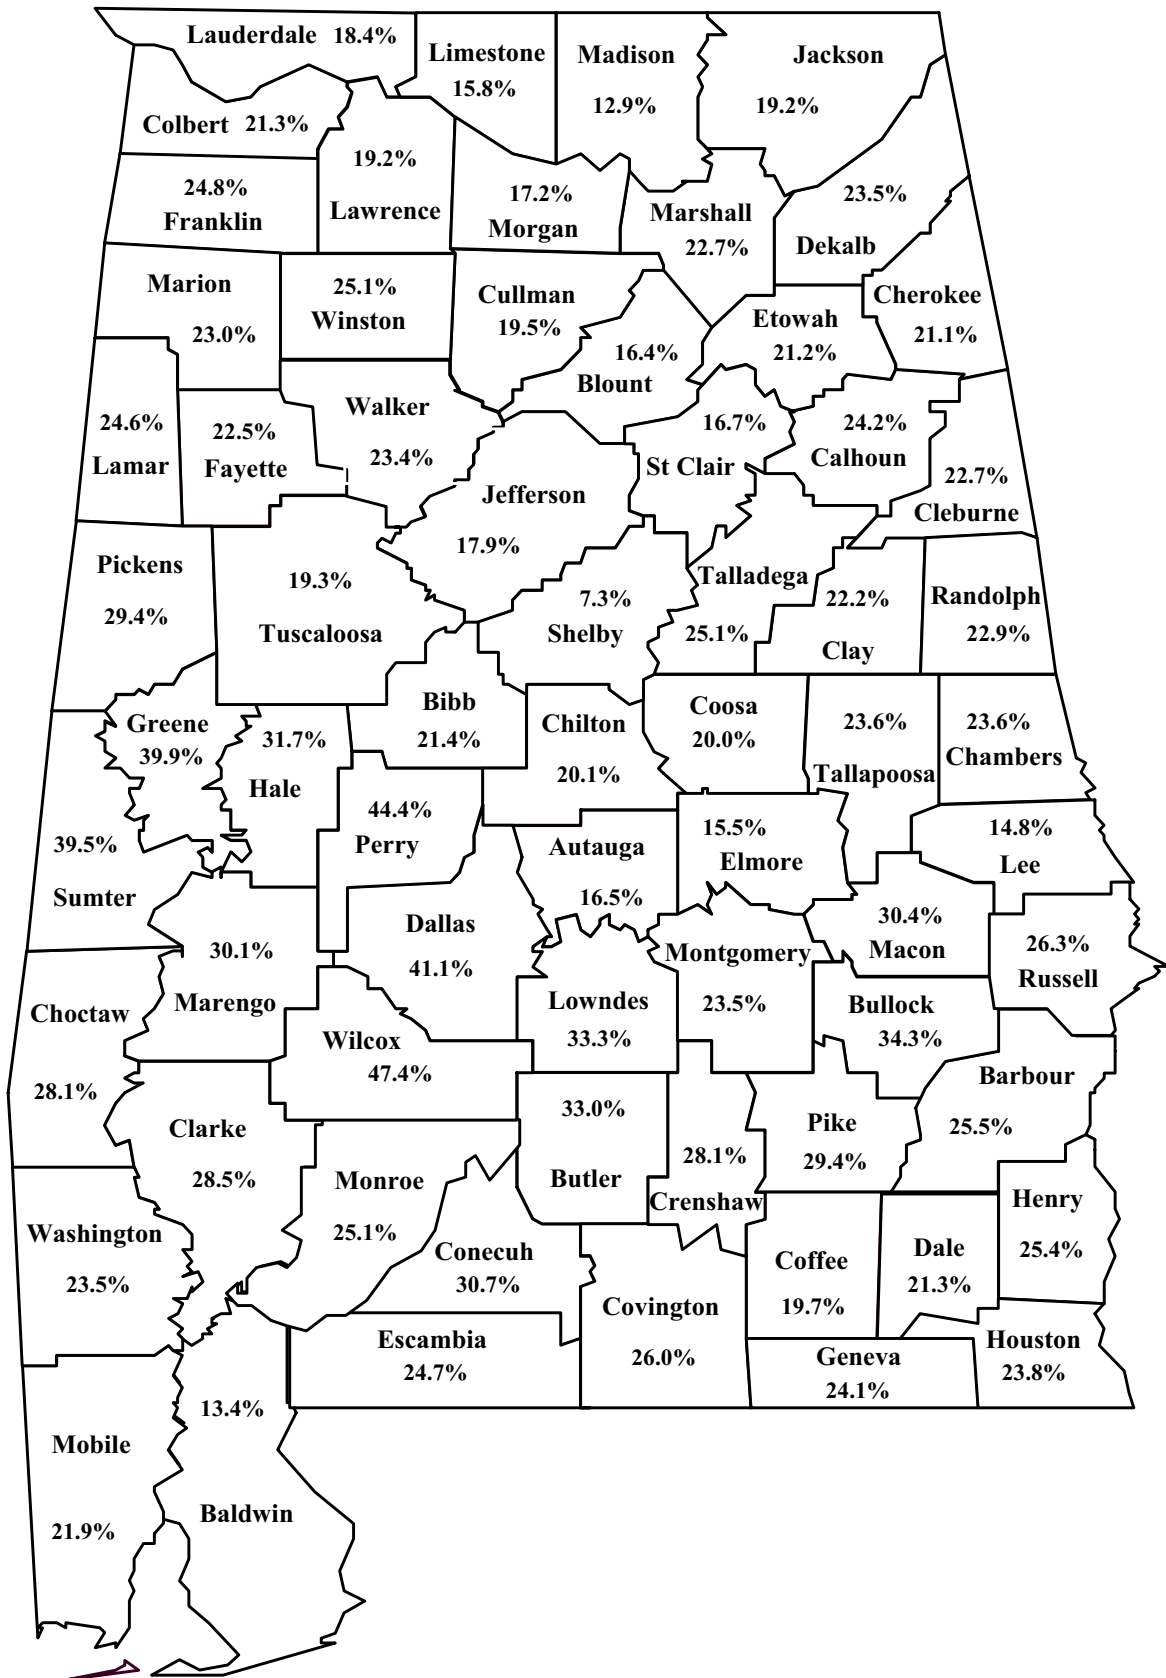 Lauderdale 18.4%
Limestone
15.8%
Madison
12.9%
Jackson
19.2%
Colbert 21.3%
19.2%
Lawrence
24.8%
Franklin
17.2%
Morgan
Marshall
22.7%
23.5%
Dekalb
Marion
23.0%
25.1%
Winston
Cullman
19.5%
16.4%
Blount
Etowah
21.2%
Cherokee
21.1%
24.6%
Lamar
22.5%
Fayette
Walker
23.4%
Jefferson
17.9%
16.7%
St Clair
24.2%
Calhoun
22.7%
Cleburne
Pickens
29.4%
19.3%
Tuscaloosa
7.3%
Shelby
Talladega
25.1%
22.2%
Clay
Randolph
22.9%
Greene
39.9%
31.7%
Hale
Bibb
21.4%
Chilton
20.1%
Coosa
20.0%
23.6%
Tallapoosa
23.6%
Chambers
39.5%
Sumter
44.4%
Perry
Autauga
16.5%
15.5%
Elmore
14.8%
Lee
30.1%
Marengo
Dallas
41.1%
Lowndes
33.3%
Montgomery
23.5%
30.4%
Macon
26.3%
Russell
Choctaw
28.1%
Wilcox
47.4%
Bullock
34.3%
Barbour
25.5%
Clarke
28.5%
33.0%
Butler
28.1%
Crenshaw
Pike
29.4%
Washington
23.5%
Monroe
25.1%
Conecuh
30.7%
Covington
26.0%
Coffee
19.7%
Dale
21.3%
Henry
25.4%
Escambia
24.7%
Geneva
24.1%
Houston
23.8%
Mobile
21.9%
13.4%
Baldwin